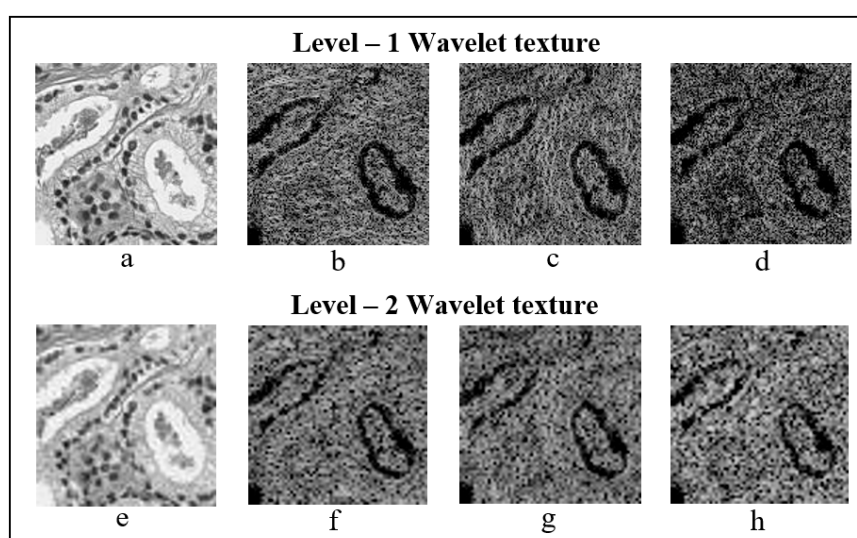 Level – 1 Wavelet texture
a b c d
Level – 2 Wavelet texture
e f g h